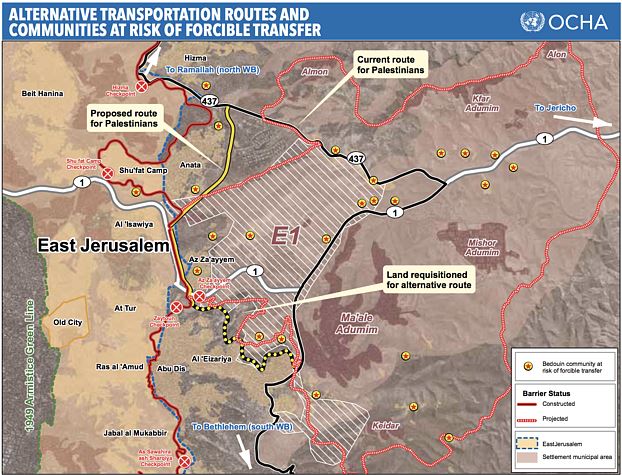 ALTERNATIVE TRANSPORTATION ROUTES AND
COMMUNITIES AT RISK OF FORCIBLE TRANSFER
OCHA
Hizma
To Ramallah (north WB)
Hizma
Checkpoint
Beit Hanina
437
Almon
Current route
for Palestinians
Alon
Kfar
Adumim
To Jericho
Proposed route
for Palestinians
Anata
437
1
Shu'fat Camp
Checkpoint
Shu'fat Camp
1
Al 'Isawiya
E1
1
Mishor
Adumim
East Jerusalem
Az Za'ayyem
1
Az Za'ayyem
Checkpoint
Land requisitioned
for alternative route
Zaytouh
Checkpoint
At Tur
Old City
Ma'ale
Adumim
1949 Armistice Green Line
Al 'Eizariya
Ras al 'Amud
Abu Dis
Jabal al Mukabbir
To Bethlehem (south WB)
Kedar
As Sawahira
ash Sharqiya
Checkpoint
Bedouin community at
risk of forcible transfer
Barrier Status
Constructed
Projected
EastJerusalem
Settlement municipal area